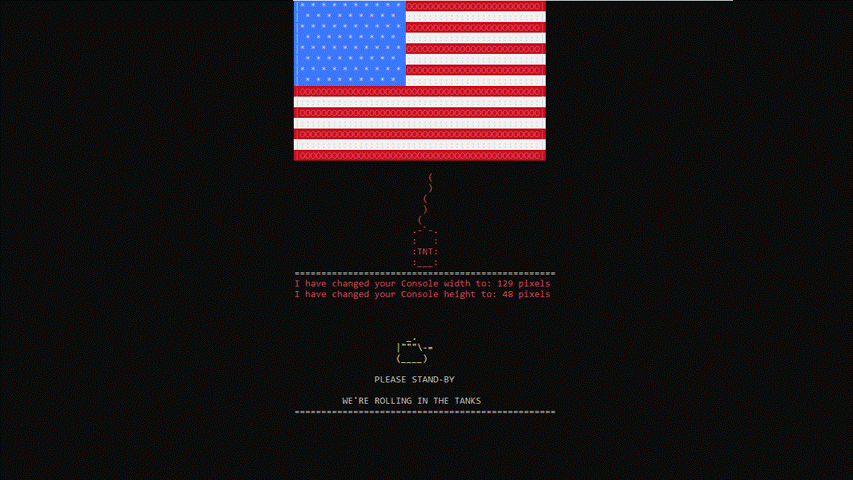 TNT
I have changed your Console width to: 129 pixels
I have changed your Console height to: 48 pixels
PLEASE STAND-BY
WE'RE ROLLING IN THE TANKS